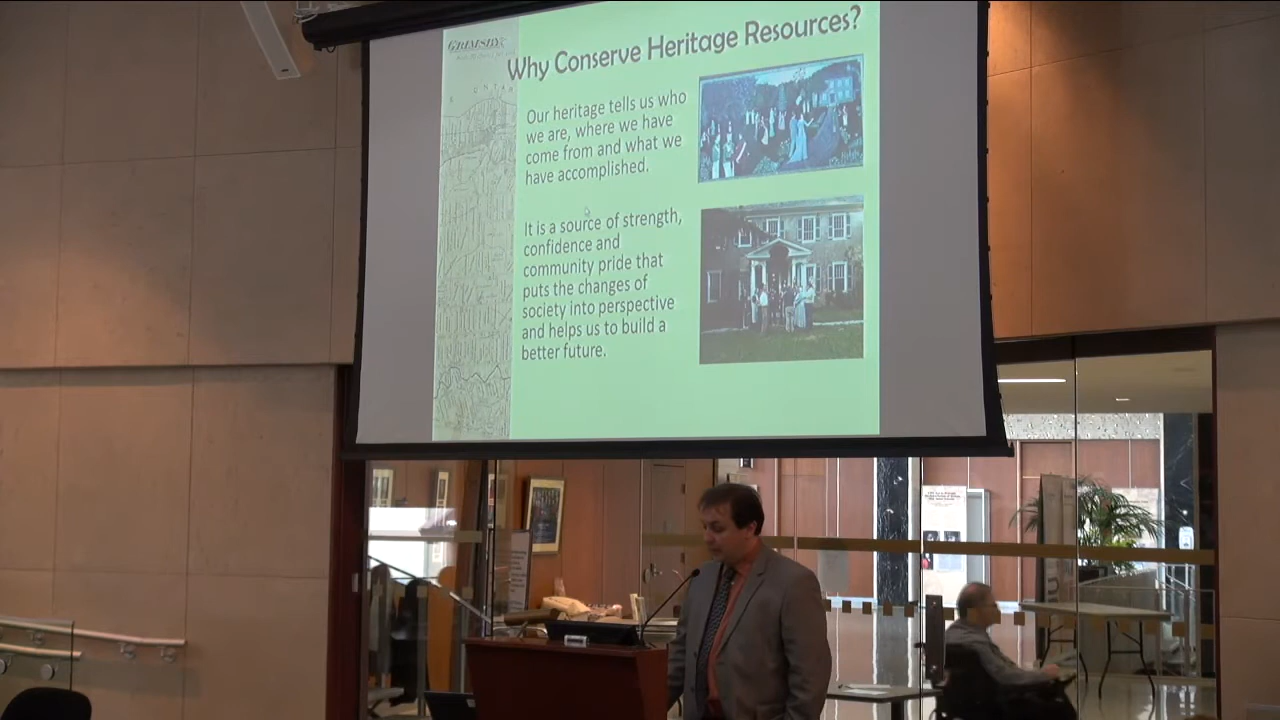 GRIMSBY
Why Conserve Heritage Resources?
Our heritage tells us who
we are, where we have
come from and what we
have accomplished.
It is a source of strength,
confidence and
community pride that
puts the changes of
society into perspective
and helps us to build a
better future.